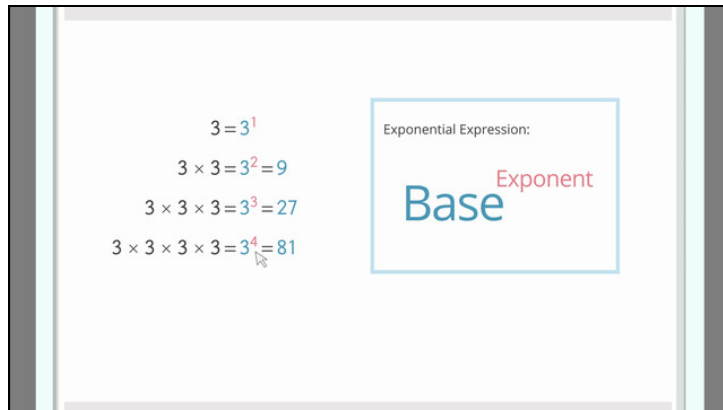 3 = 3¹
3 × 3 = 3² = 9
3 × 3 × 3 = 3³ = 27
3 × 3 × 3 × 3 = 3⁴ = 81
Exponential Expression:
Base Exponent